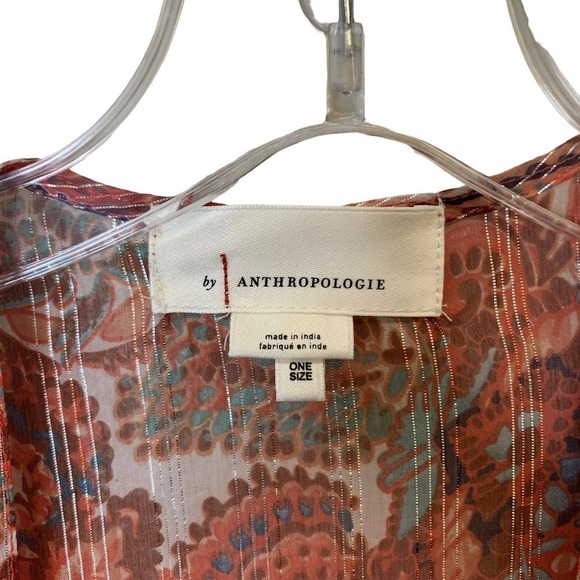 by ANTHROPOLOGIE
made in india
fabriqué en inde
ONE
SIZE